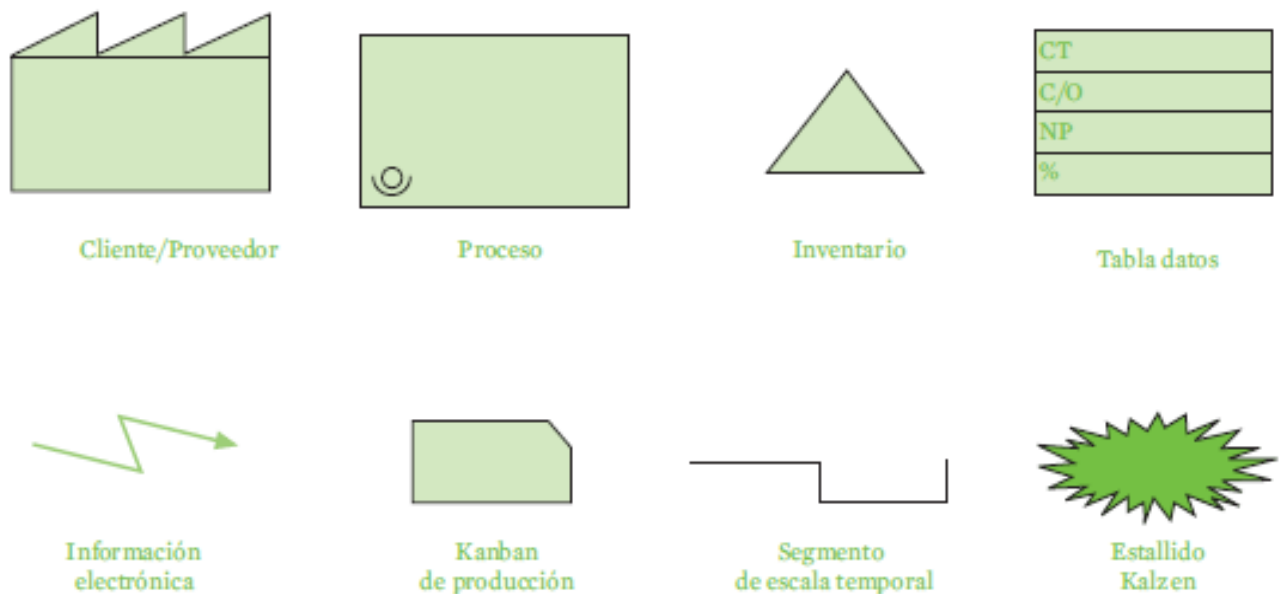 CT
C/O
NP
%
Cliente/Proveedor
Proceso
Inventario
Tabla datos
Información
electrónica
Kanban
de producción
Segmento
de escala temporal
Estallido
Kalzen